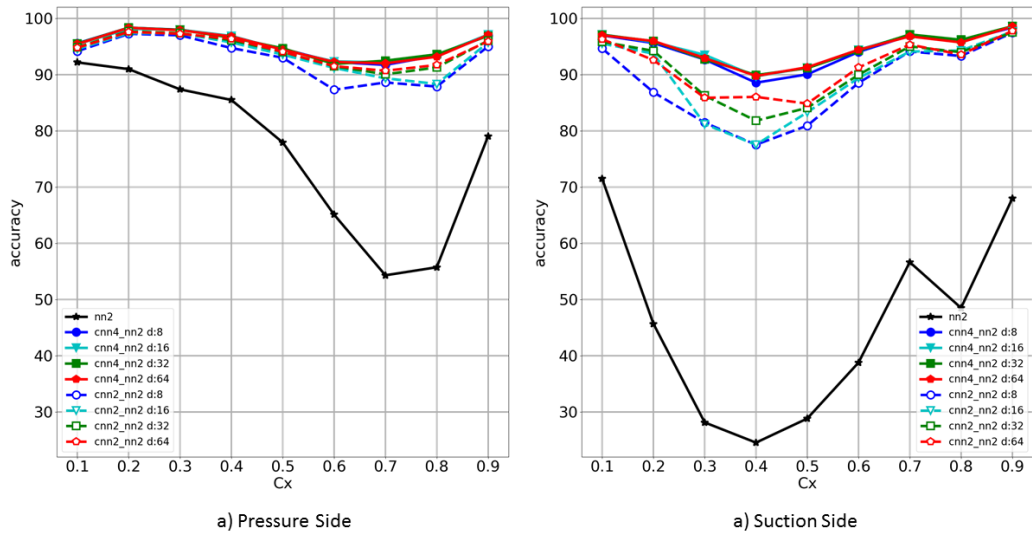 100
90
80
70
60
50
40
30
accuracy
nn2
cnn4_nn2 d:8
cnn4_nn2 d:16
cnn4_nn2 d:32
cnn4_nn2 d:64
cnn2_nn2 d:8
cnn2_nn2 d:16
cnn2_nn2 d:32
cnn2_nn2 d:64
0.1 0.2 0.3 0.4 0.5 0.6 0.7 0.8 0.9
Cx
a) Pressure Side
100
90
80
70
60
50
40
30
accuracy
nn2
cnn4_nn2 d:8
cnn4_nn2 d:16
cnn4_nn2 d:32
cnn4_nn2 d:64
cnn2_nn2 d:8
cnn2_nn2 d:16
cnn2_nn2 d:32
cnn2_nn2 d:64
0.1 0.2 0.3 0.4 0.5 0.6 0.7 0.8 0.9
Cx
a) Suction Side